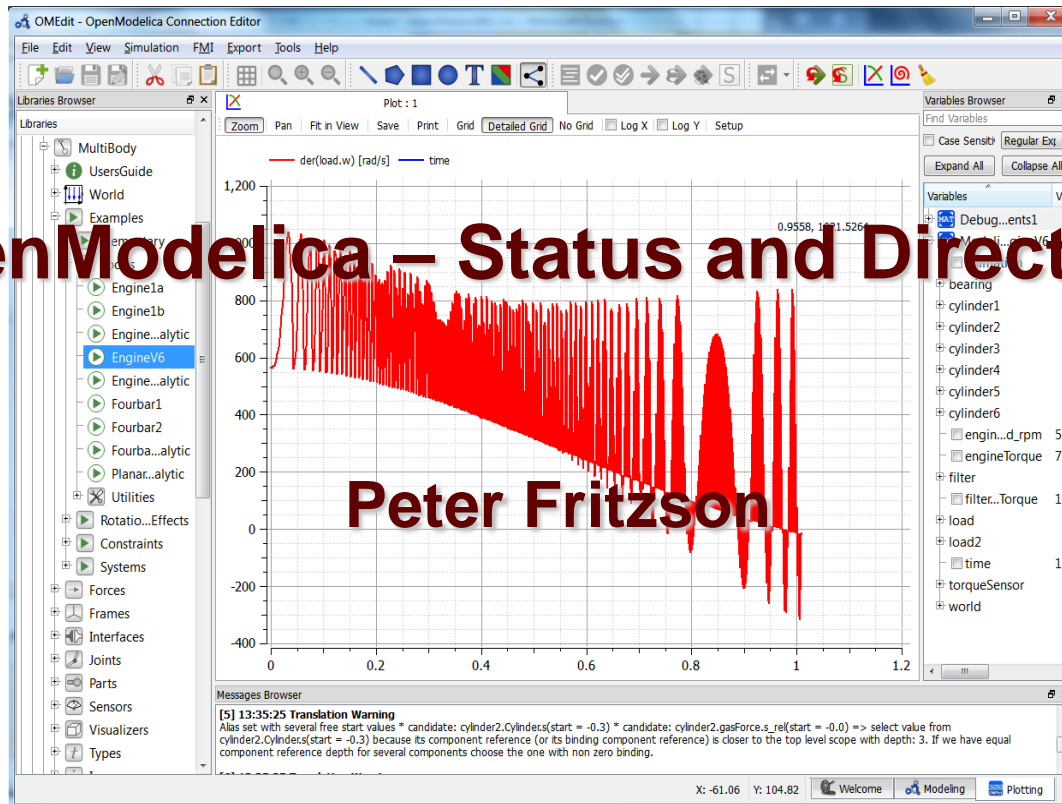 OMEdit - OpenModelica Connection Editor
File Edit View Simulation FMI Export Tools Help
Libraries Browser
Libraries
MultiBody
UsersGuide
World
Examples
Engine1a
Engine1b
Engine...alytic
EngineV6
Engine...alytic
Fourbar1
Fourbar2
Fourba...alytic
Planar...alytic
Utilities
Rotatio...Effects
Constraints
Systems
Forces
Frames
Interfaces
Joints
Parts
Sensors
Visualizers
Types
Plot : 1
Zoom Pan Fit in View Save Print Grid Detailed Grid No Grid Log X Log Y Setup
der(load.w) [rad/s] time
1,200
800
600
400
200
0
-200
-400
0 0.2 0.4 0.6 0.8 1 1.2
enModelica – Status and Direct
Peter Fritzson
Variables Browser
Find Variables
Case Sensiti Regular Exp
Expand All Collapse All
Variables V
Debug...ents1
bearing
cylinder1
cylinder2
cylinder3
cylinder4
cylinder5
cylinder6
engin...d_rpm 5
engineTorque 7
filter
filter...Torque 1
load
load2
time 1
torqueSensor
world
Messages Browser
[5] 13:35:25 Translation Warning
Alias set with several free start values * candidate: cylinder2.Cylinder.s(start = -0.3) * candidate: cylinder2.gasForce.s_rel(start = -0.0) => select value from
cylinder2.Cylinder.s(start = -0.3) because its component reference (or its binding component reference) is closer to the top level scope with depth: 3. If we have equal
component reference depth for several components choose the one with non zero binding.
X: -61.06 Y: 104.82 Welcome Modeling Plotting